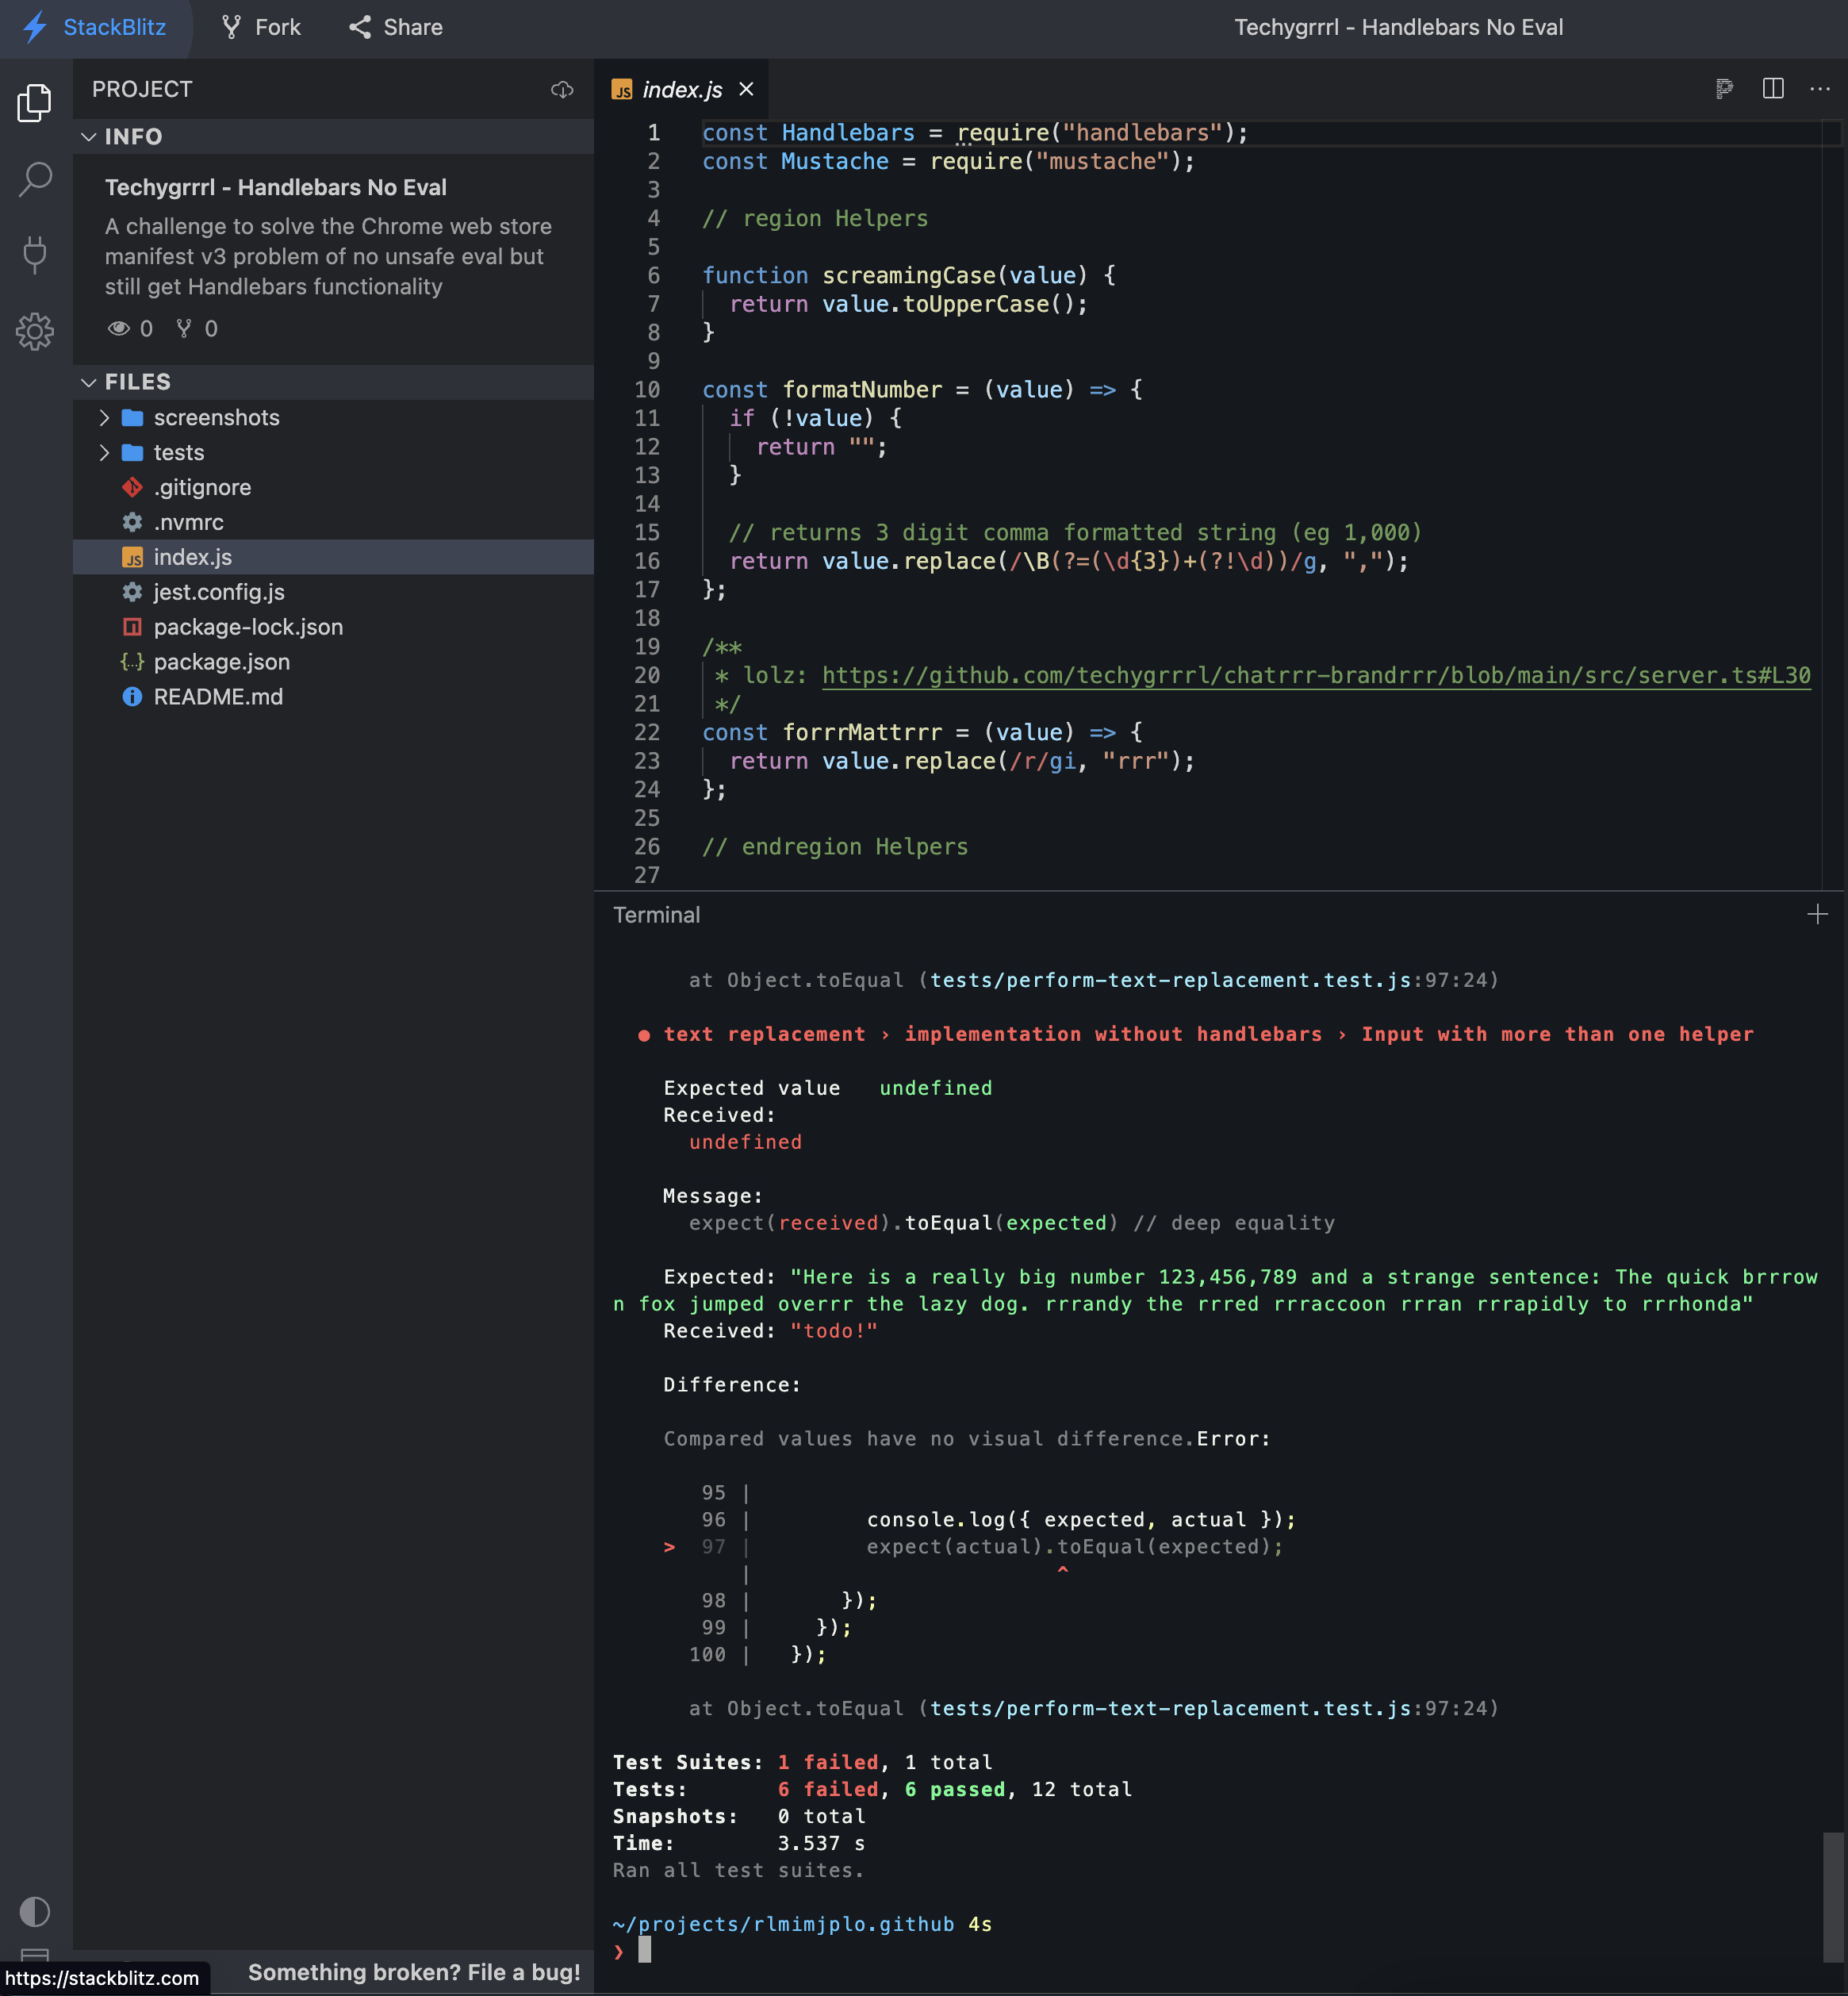 StackBlitz
Fork
Share
Techygrrrl - Handlebars No Eval
PROJECT
INFO
Techygrrrl - Handlebars No Eval
A challenge to solve the Chrome web store
manifest v3 problem of no unsafe eval but
still get Handlebars functionality
0 0
FILES
screenshots
tests
.gitignore
.nvmrc
JS index.js
jest.config.js
package-lock.json
{..} package.json
README.md
Something broken? File a bug!
https://stackblitz.com
JS index.js
1 const Handlebars = require("handlebars");
2 const Mustache = require("mustache");
3
4 // region Helpers
5
6 function screamingCase(value) {
7   return value.toUpperCase();
8 }
9
10 const formatNumber = (value) => {
11   if (!value) {
12     return "";
13   }
14
15   // returns 3 digit comma formatted string (eg 1,000)
16   return value.replace(/\B(?=(\d{3})+(?!\d))/g, ",");
17 };
18
19 /**
20  * lolz: https://github.com/techygrrrl/chatrrr-brandrrr/blob/main/src/server.ts#L30
21  */
22 const forrrMattrrr = (value) => {
23   return value.replace(/r/gi, "rrr");
24 };
25
26 // endregion Helpers
27
Terminal
at Object.toEqual (tests/perform-text-replacement.test.js:97:24)
● text replacement › implementation without handlebars › Input with more than one helper
Expected value undefined
Received:
undefined
Message:
expect(received).toEqual(expected) // deep equality
Expected: "Here is a really big number 123,456,789 and a strange sentence: The quick brrrow
n fox jumped overrr the lazy dog. rrrandy the rrred rrraccoon rrran rrrapidly to rrrhonda"
Received: "todo!"
Difference:
Compared values have no visual difference.Error:
95 |
96 | console.log({ expected, actual });
> 97 | expect(actual).toEqual(expected);
| ^
98 | });
99 | });
100 | });
at Object.toEqual (tests/perform-text-replacement.test.js:97:24)
Test Suites: 1 failed, 1 total
Tests: 6 failed, 6 passed, 12 total
Snapshots: 0 total
Time: 3.537 s
Ran all test suites.
~/projects/rlmimjplo.github 4s
❯